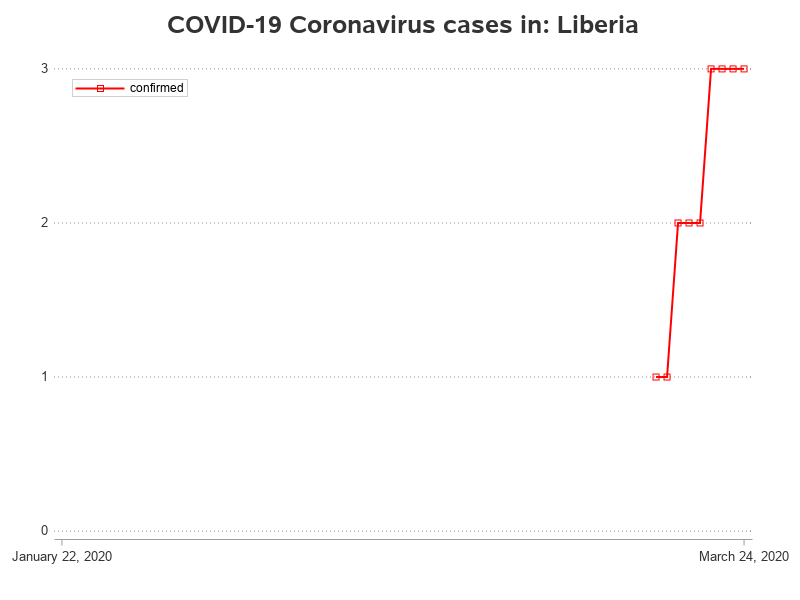 COVID-19 Coronavirus cases in: Liberia
3
confirmed
2
1
0
January 22, 2020
March 24, 2020